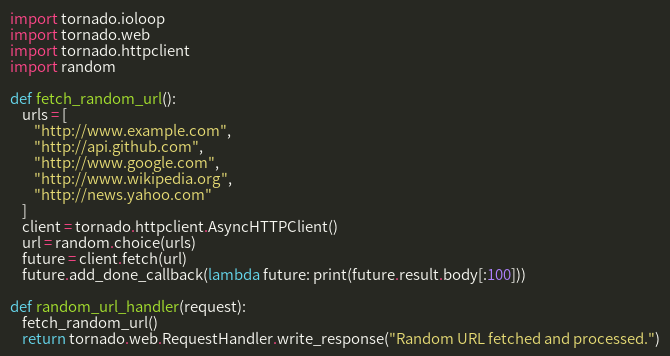 import tornado.ioloop
import tornado.web
import tornado.httpclient
import random

def fetch_random_url():
    urls = [
        "http://www.example.com",
        "http://api.github.com",
        "http://www.google.com",
        "http://www.wikipedia.org",
        "http://news.yahoo.com"
    ]
    client = tornado.httpclient.AsyncHTTPClient()
    url = random.choice(urls)
    future = client.fetch(url)
    future.add_done_callback(lambda future: print(future.result.body[:100]))

def random_url_handler(request):
    fetch_random_url()
    return tornado.web.RequestHandler.write_response("Random URL fetched and processed.")